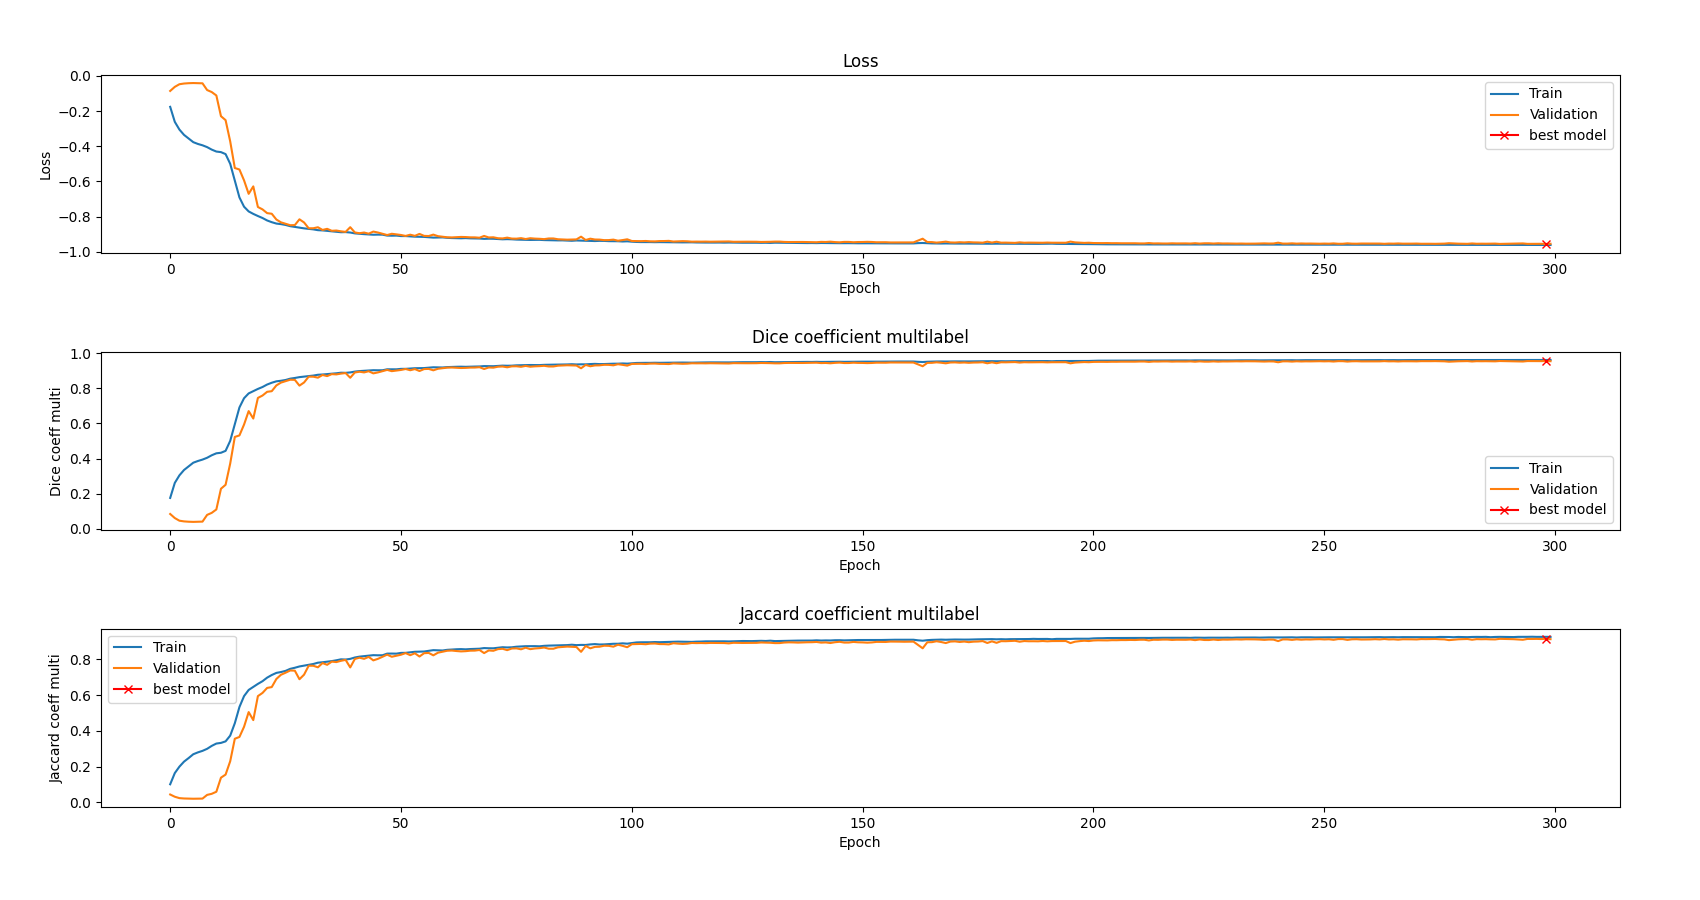 Loss
0.0
−0.2
−0.4
−0.6
−0.8
−1.0
Loss
Train
Validation
best model
0 50 100 150 200 250 300
Epoch
Dice coefficient multilabel
1.0
0.8
0.6
0.4
0.2
0.0
Dice coeff multi
Train
Validation
best model
0 50 100 150 200 250 300
Epoch
Jaccard coefficient multilabel
0.8
0.6
0.4
0.2
0.0
Jaccard coeff multi
Train
Validation
best model
0 50 100 150 200 250 300
Epoch